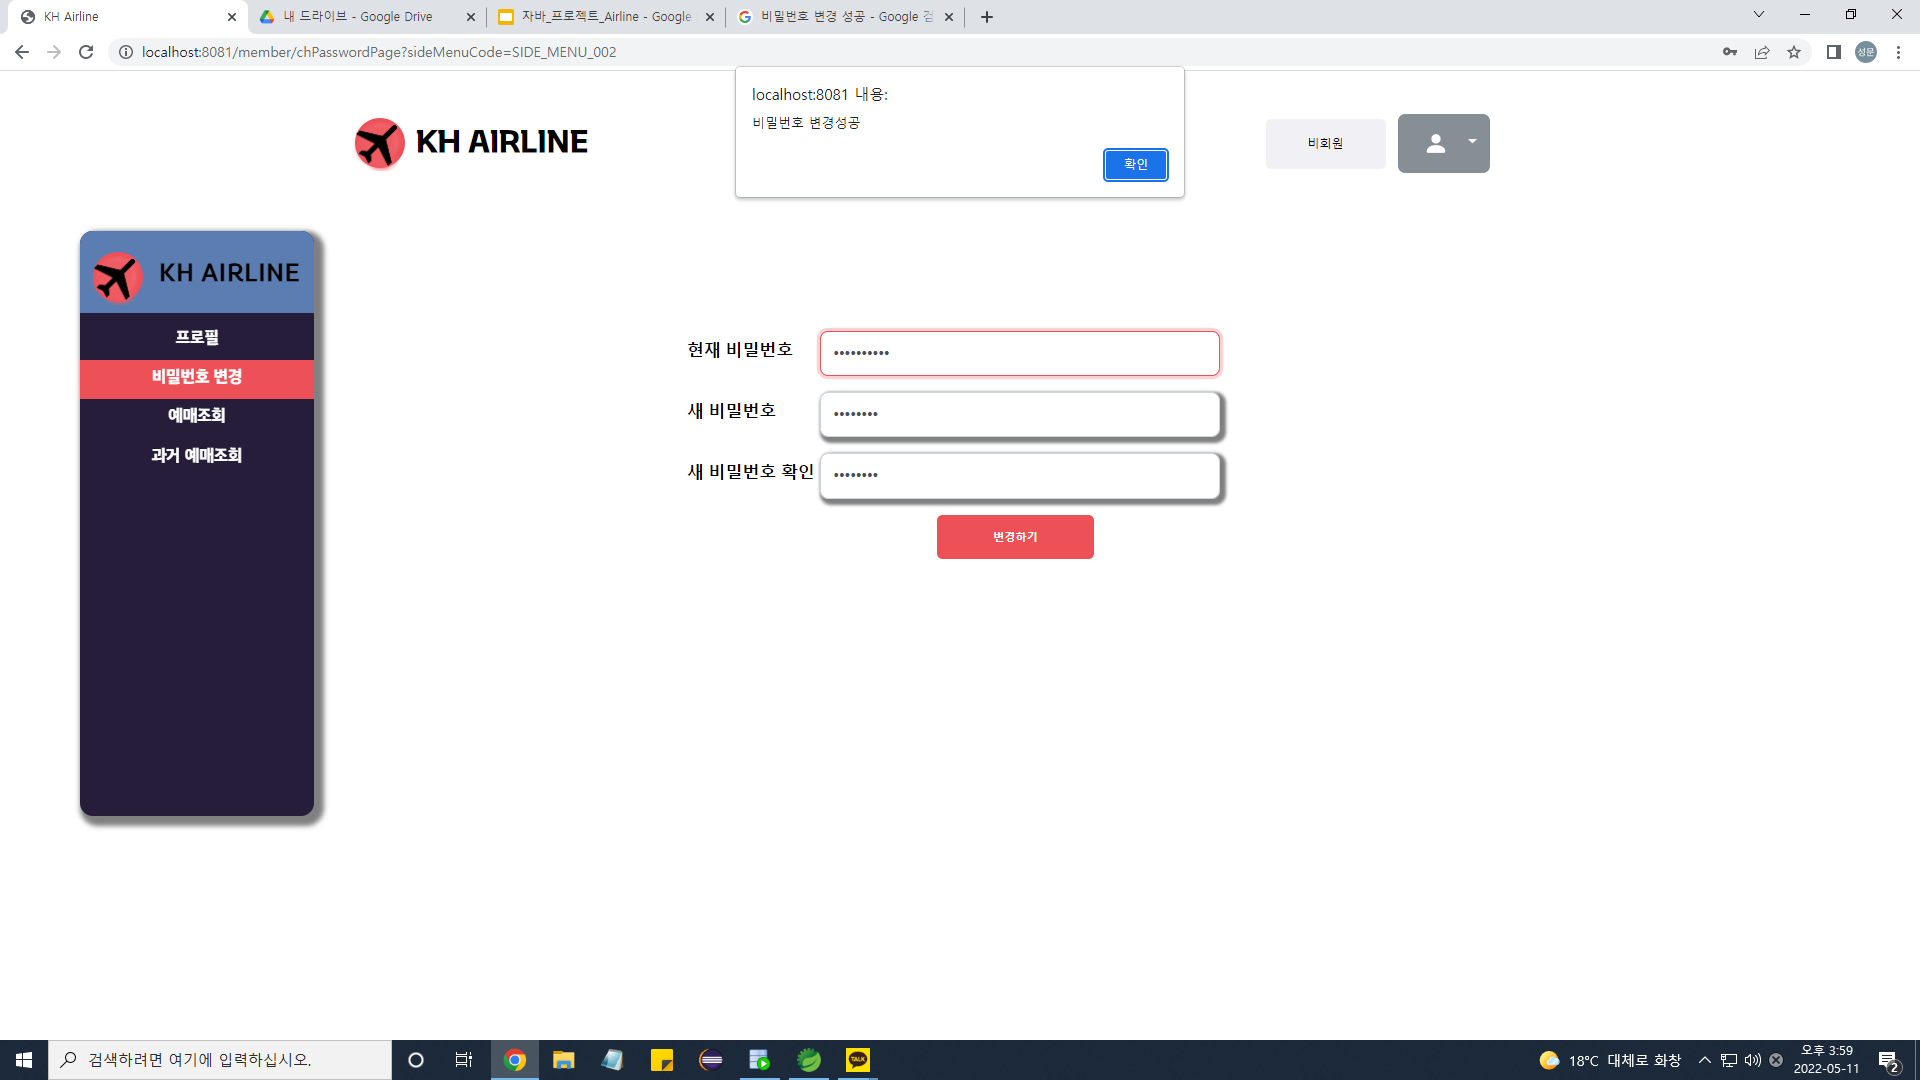 KH Airline
내 드라이브 - Google Drive
자바_프로젝트_Airline - Google
비밀번호 변경 성공 - Google 검
localhost:8081/member/chPasswordPage?sideMenuCode=SIDE_MENU_002
성문
localhost:8081 내용:
비밀번호 변경성공
확인
KH AIRLINE
비회원
KH AIRLINE
프로필
비밀번호 변경
예매조회
과거 예매조회
현재 비밀번호
새 비밀번호
새 비밀번호 확인
변경하기
검색하려면 여기에 입력하십시오.
TALK
18°C 대체로 화창
오후 3:59
2022-05-11
2